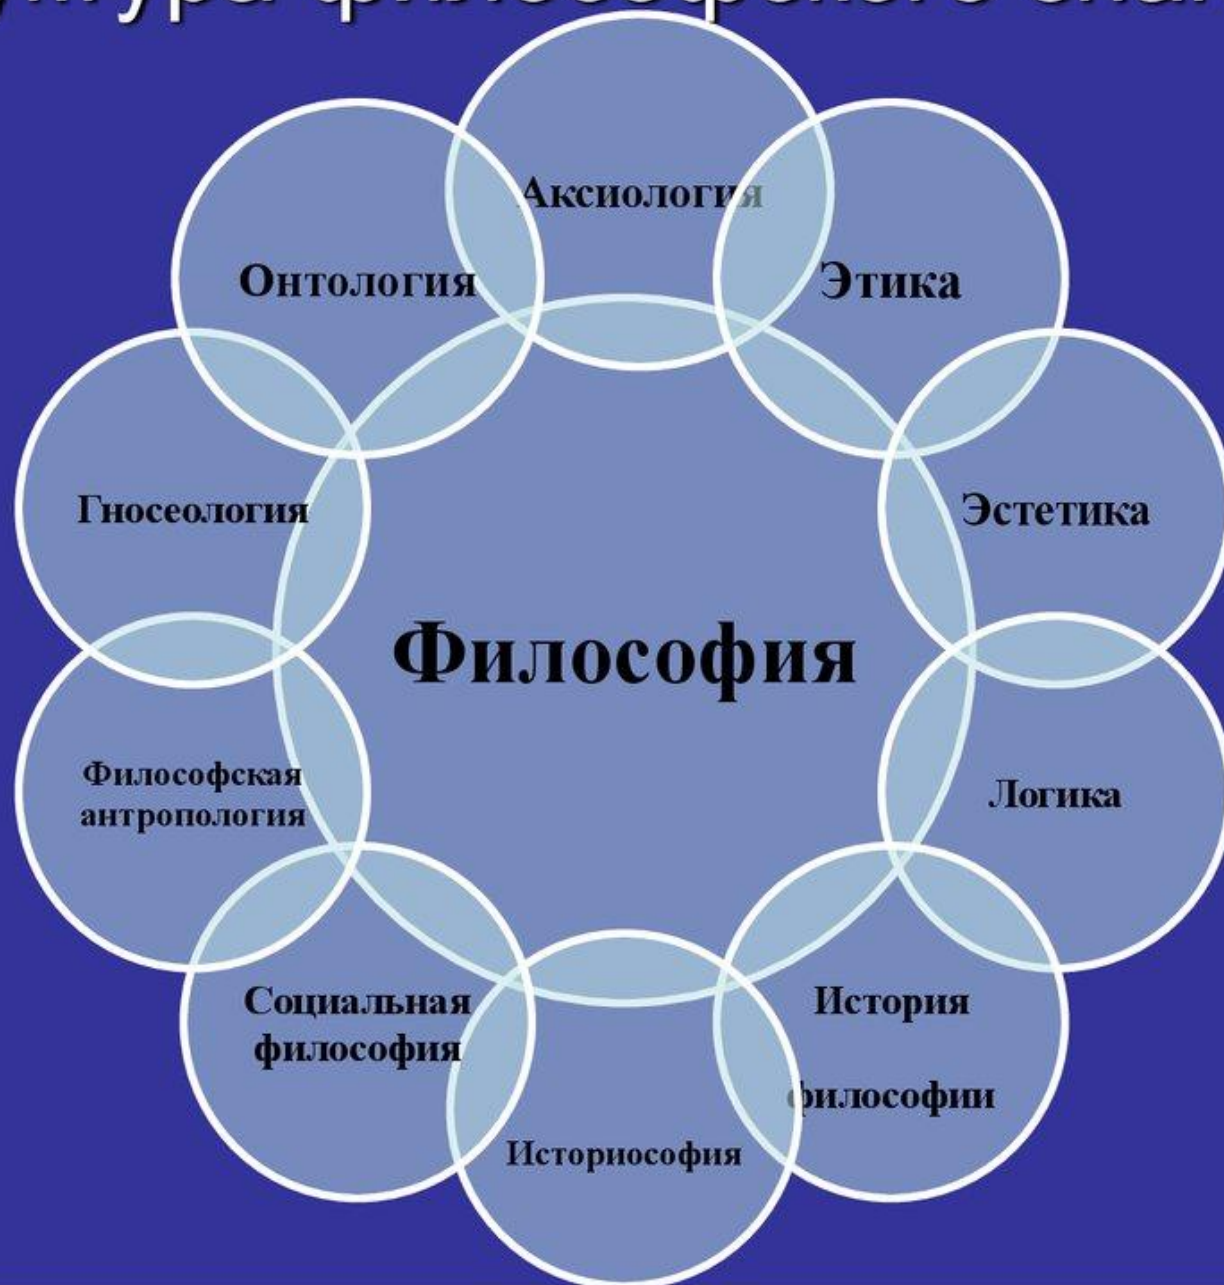 Аксиология
Онтология
Этика
Гносеология
Эстетика
Философия
Философская
антропология
Логика
Социальная
философия
История
философии
Историософия